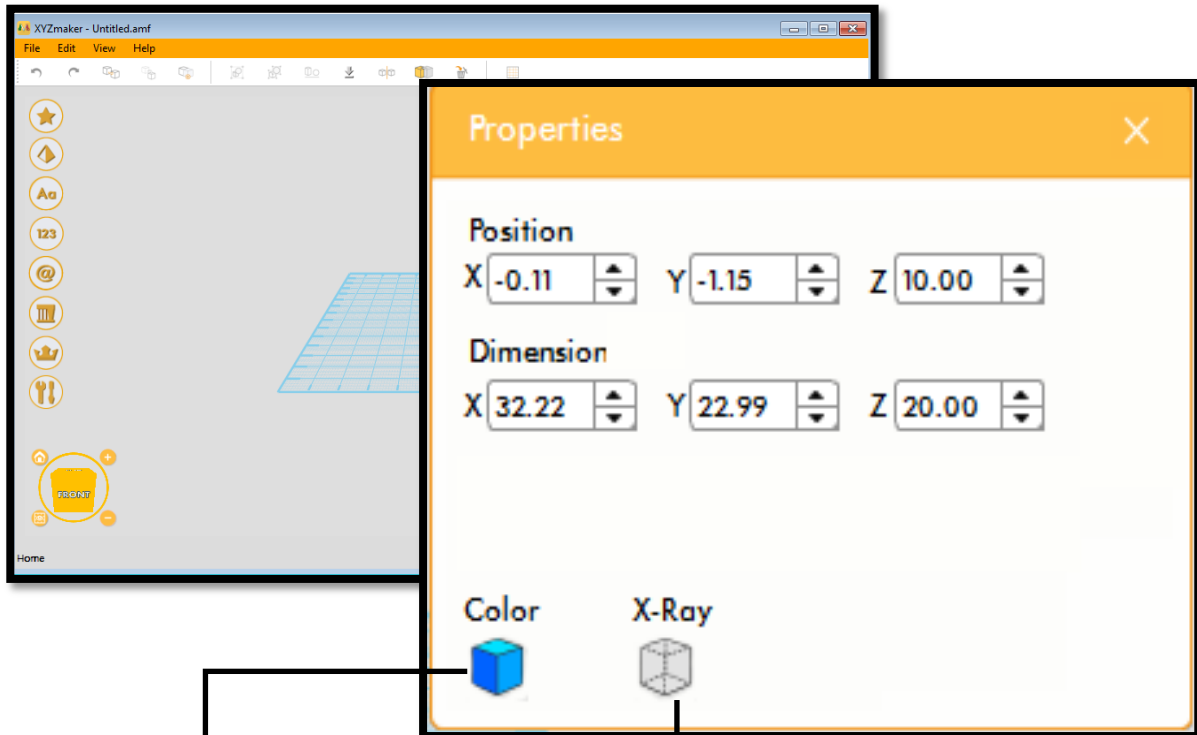 XYZmaker - Untitled.amf
File Edit View Help
Properties
Aa
123
@
Position
X -0.11 Y -1.15 Z 10.00
Dimension
X 32.22 Y 22.99 Z 20.00
FRONT
Home
Color X-Ray